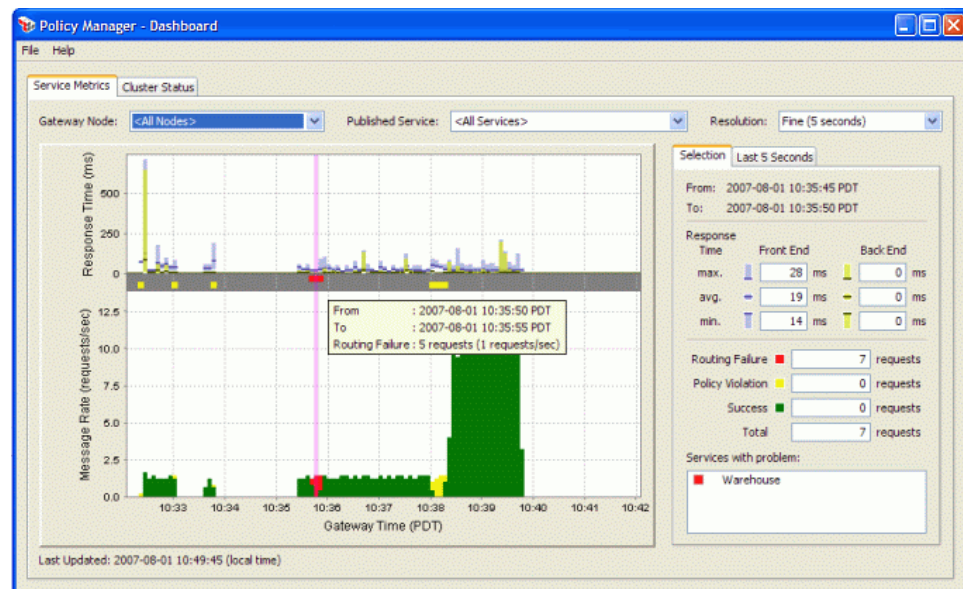 Policy Manager - Dashboard
File Help
Service Metrics Cluster Status
Gateway Node: <All Nodes> Published Service: <All Services> Resolution: Fine (5 seconds)
Response Time (ms)
500
250
0
Message Rate (requests/sec)
12.5
10.0
7.5
5.0
2.5
0.0
From : 2007-08-01 10:35:50 PDT
To : 2007-08-01 10:35:55 PDT
Routing Failure : 5 requests (1 requests/sec)
10:33 10:34 10:35 10:36 10:37 10:38 10:39 10:40 10:41 10:42
Gateway Time (PDT)
Selection Last 5 Seconds
From: 2007-08-01 10:35:45 PDT
To: 2007-08-01 10:35:50 PDT
Response
Time Front End Back End
max. 28 ms 0 ms
avg. 19 ms 0 ms
min. 14 ms 0 ms
Routing Failure 7 requests
Policy Violation 0 requests
Success 0 requests
Total 7 requests
Services with problem:
Warehouse
Last Updated: 2007-08-01 10:49:45 (local time)